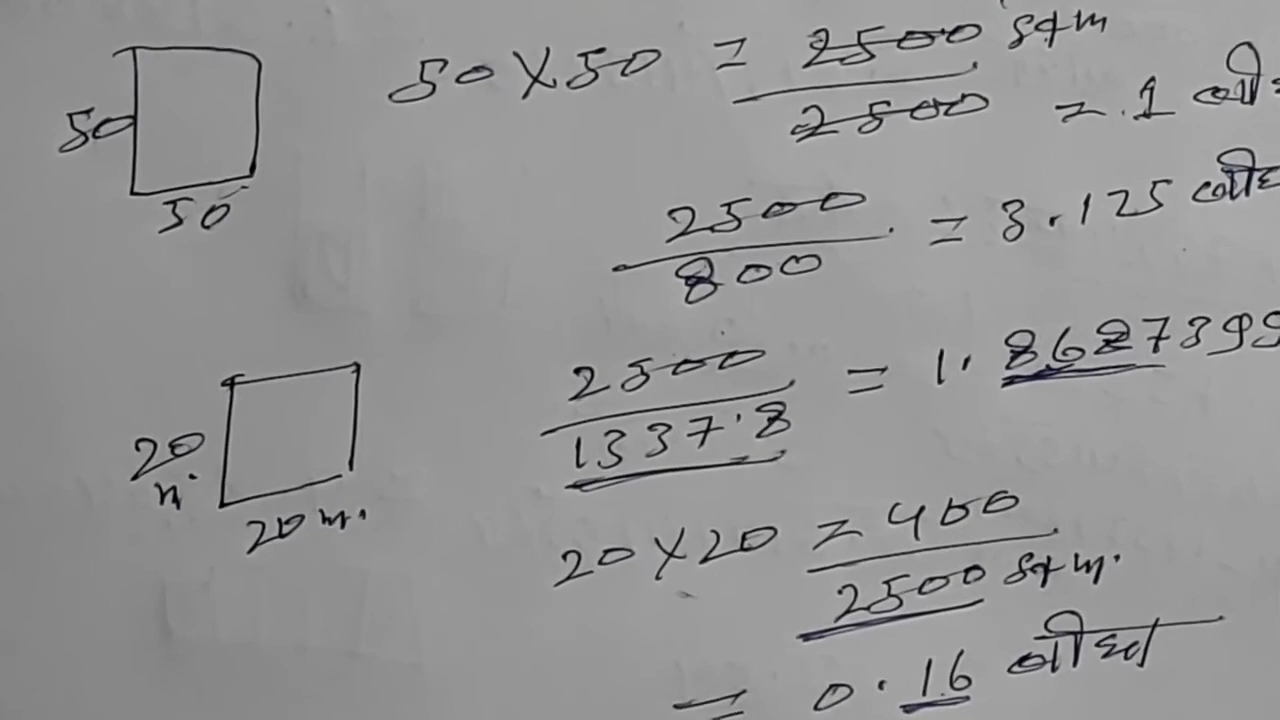 50 50 × 50 = 2500 sqm
50 2500 = .1
2500
800 = 3.125
2500
1337.8 = 1.8687399
20 m. 20 m.
20 × 20 = 400
2500 sqm.
= 0.16 बीघा